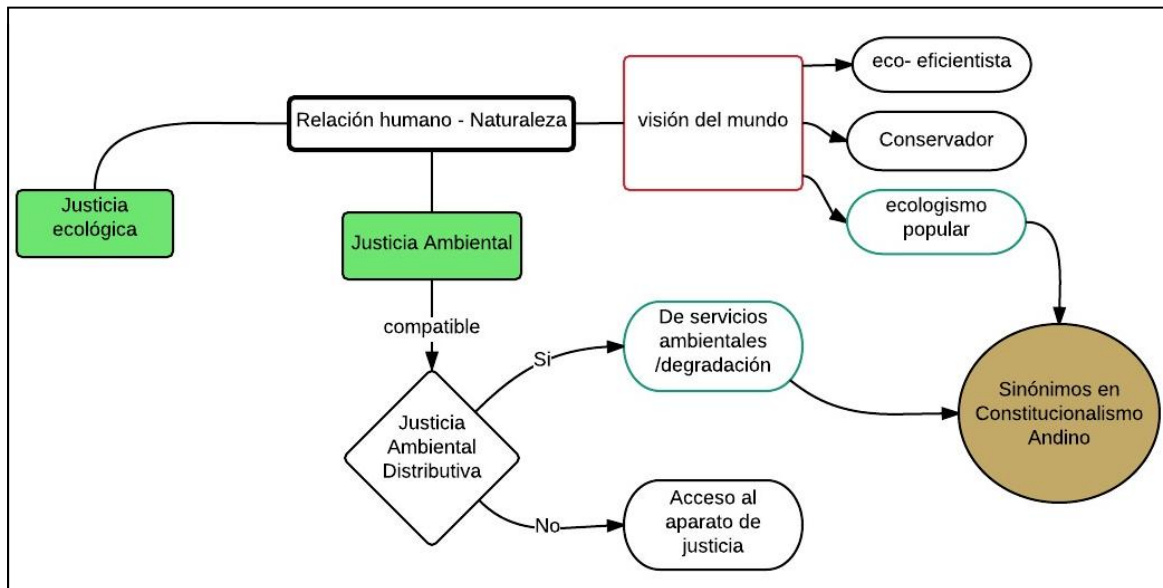 eco- eficientista
Relación humano - Naturaleza
visión del mundo
Conservador
Justicia
ecológica
ecologismo
popular
Justicia Ambiental
compatible
De servicios
ambientales
/degradación
Si
Sinónimos en
Constitucionalismo
Andino
Justicia
Ambiental
Distributiva
No
Acceso al
aparato de
justicia